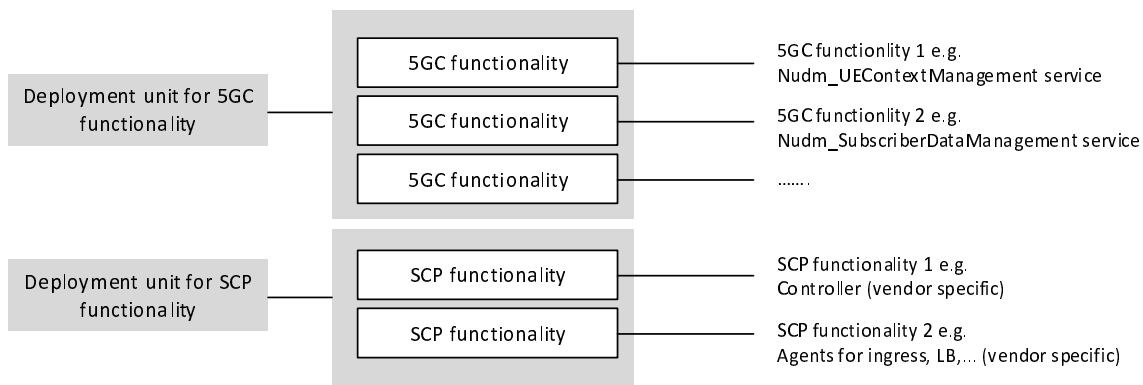 Deployment unit for 5GC
functionality
5GC functionality
5GC functionality
5GC functionality
5GC functionlity 1 e.g.
Nudm_UEContextManagement service
5GC functionlity 2 e.g.
Nudm_SubscriberDataManagement service
.......
Deployment unit for SCP
functionality
SCP functionality
SCP functionality
SCP functionality 1 e.g.
Controller (vendor specific)
SCP functionality 2 e.g.
Agents for ingress, LB,... (vendor specific)